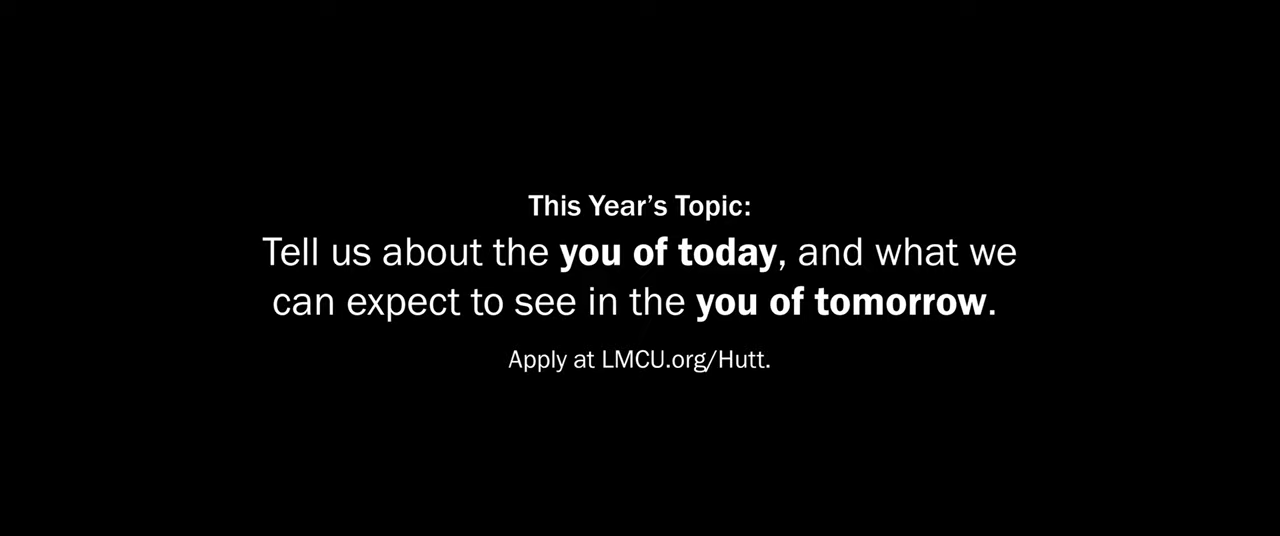 This Year’s Topic:
Tell us about the you of today, and what we
can expect to see in the you of tomorrow.
Apply at LMCU.org/Hutt.